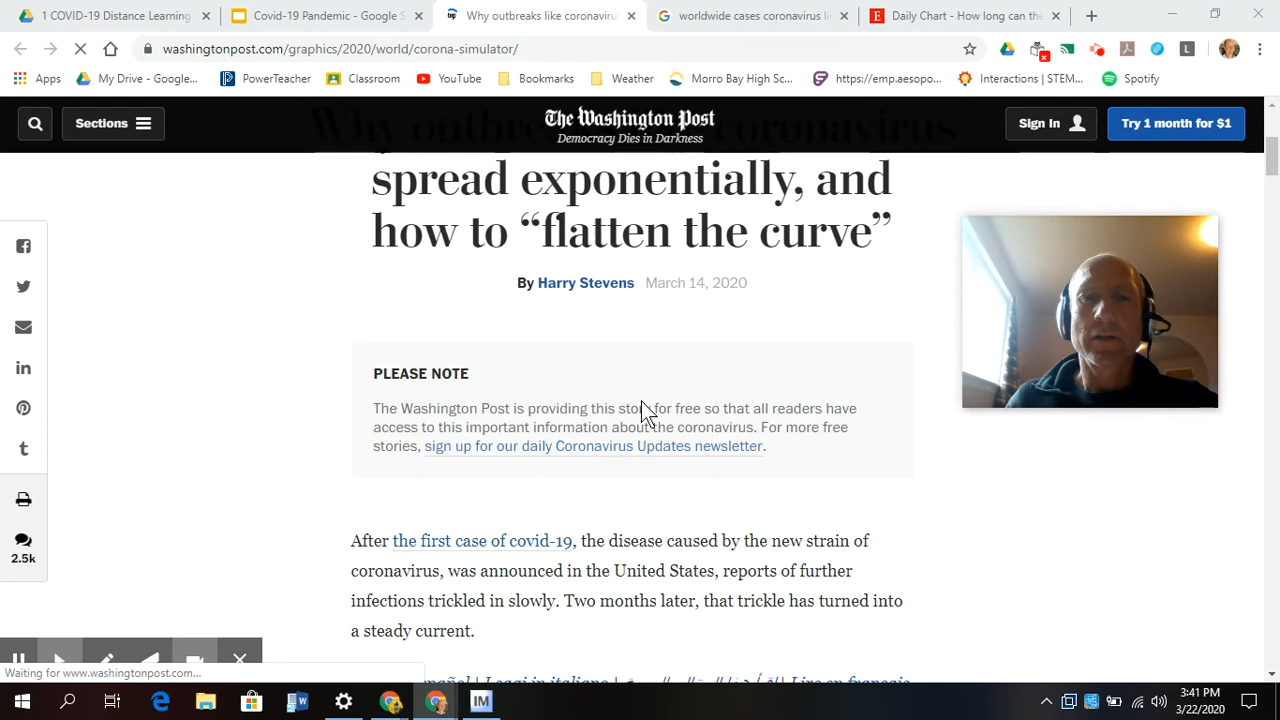 1 COVID-19 Distance Learning
Covid-19 Pandemic - Google S
Why outbreaks like coronaviru
worldwide cases coronavirus li
Daily Chart - How long can the
washingtonpost.com/graphics/2020/world/corona-simulator/
Apps
My Drive - Google...
PowerTeacher
Classroom
YouTube
Bookmarks
Weather
Morro Bay High Sc...
https://emp.aesopo...
Interactions | STEM...
Spotify
Sections
The Washington Post
Democracy Dies in Darkness
Sign In
Try 1 month for $1
spread exponentially, and
how to “flatten the curve”
By Harry Stevens March 14, 2020
PLEASE NOTE
The Washington Post is providing this story for free so that all readers have
access to this important information about the coronavirus. For more free
stories, sign up for our daily Coronavirus Updates newsletter.
After the first case of covid-19, the disease caused by the new strain of
coronavirus, was announced in the United States, reports of further
infections trickled in slowly. Two months later, that trickle has turned into
a steady current.
2.5k
Waiting for www.washingtonpost.com...
IM
3:41 PM
3/22/2020